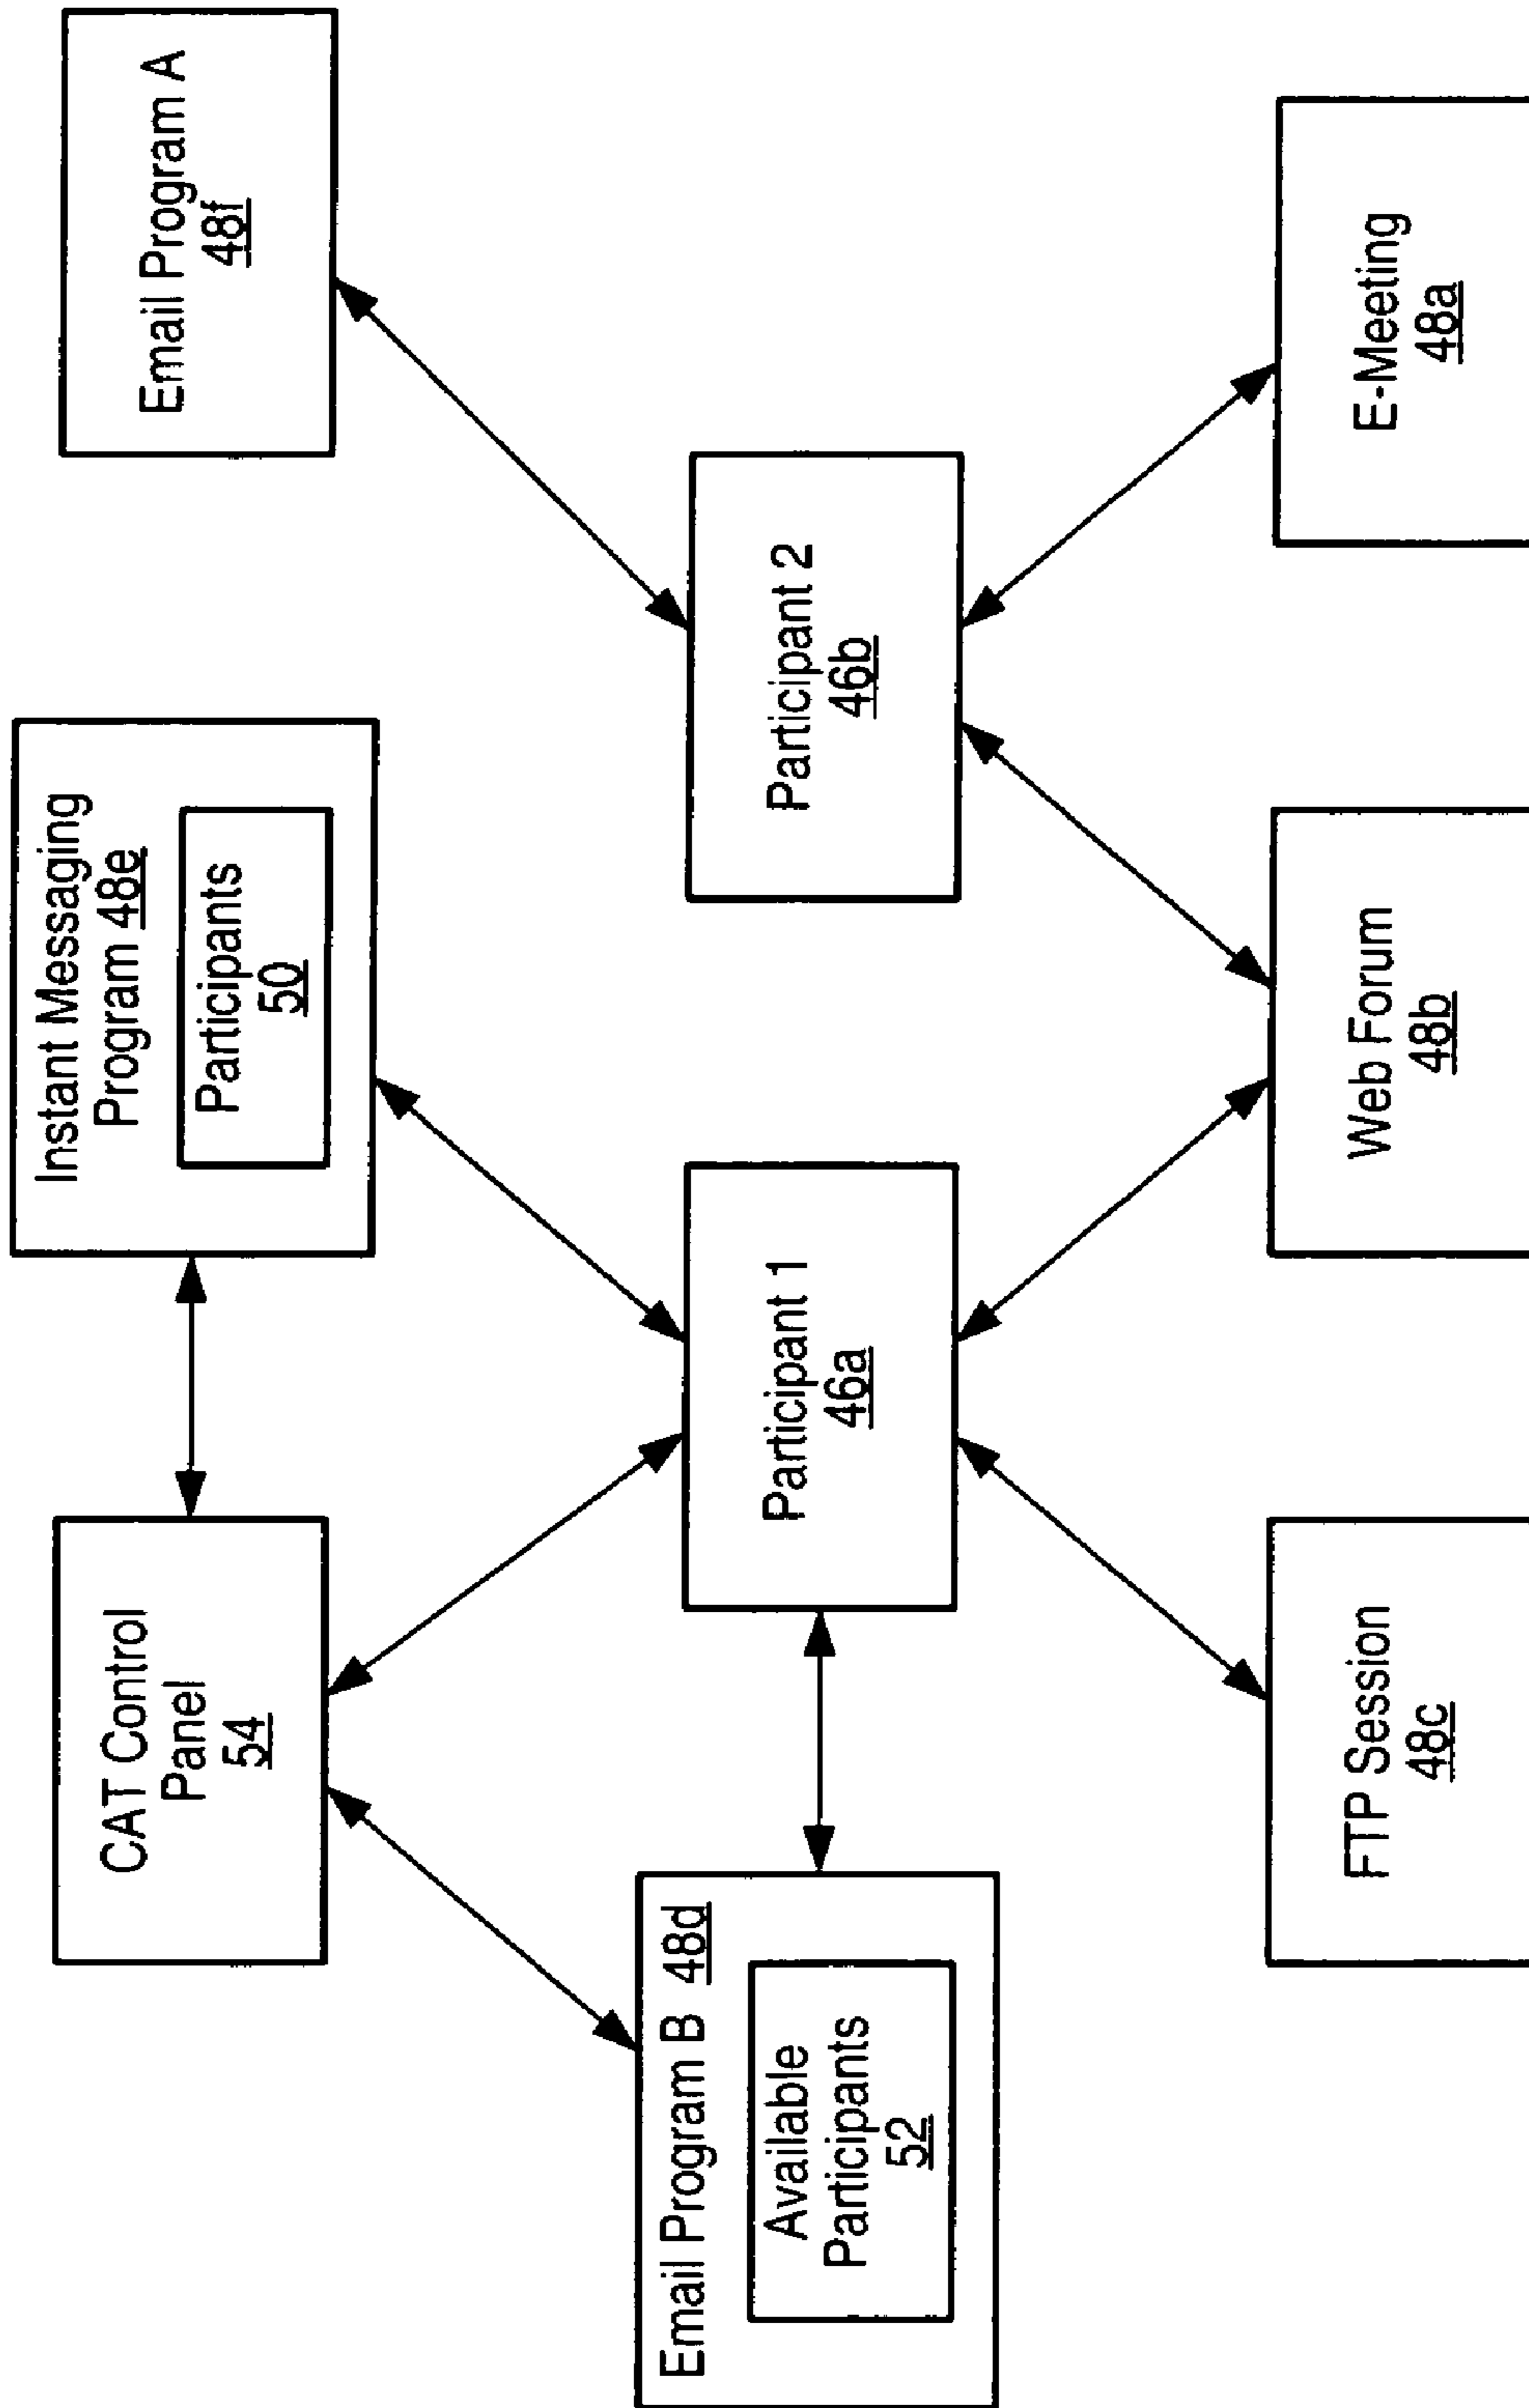 CAT Control
Panel
54
Instant Messaging
Program 48e
Participants
50
Email Program A
48f
Email Program B 48d
Available
Participants
52
Participant 1
46a
Participant 2
46b
FTP Session
48c
Web Forum
48b
E-Meeting
48a